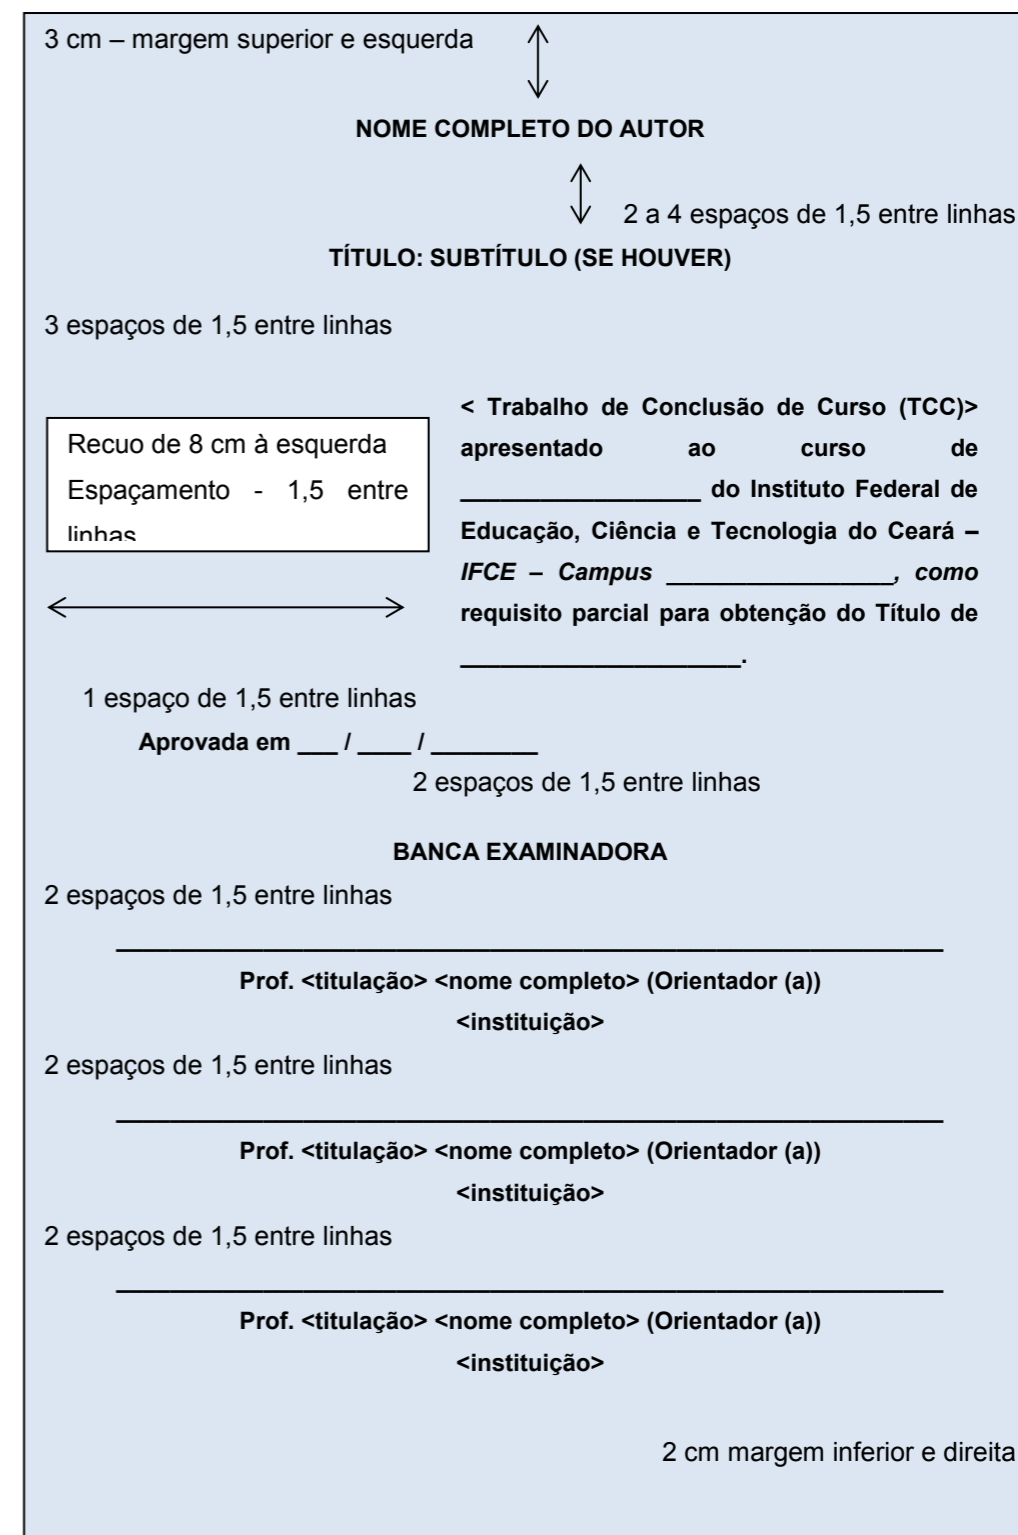 3 cm – margem superior e esquerda
NOME COMPLETO DO AUTOR
2 a 4 espaços de 1,5 entre linhas
TÍTULO: SUBTÍTULO (SE HOUVER)
3 espaços de 1,5 entre linhas
Recuo de 8 cm à esquerda
Espaçamento - 1,5 entre
linhas
< Trabalho de Conclusão de Curso (TCC)>
apresentado ao curso de
__________________ do Instituto Federal de
Educação, Ciência e Tecnologia do Ceará –
IFCE – Campus _________________, como
requisito parcial para obtenção do Título de
_____________________.
1 espaço de 1,5 entre linhas
Aprovada em ___ / ____ / ________
2 espaços de 1,5 entre linhas
BANCA EXAMINADORA
2 espaços de 1,5 entre linhas
______________________________________________________________
Prof. <titulação> <nome completo> (Orientador (a))
<instituição>
2 espaços de 1,5 entre linhas
______________________________________________________________
Prof. <titulação> <nome completo> (Orientador (a))
<instituição>
2 espaços de 1,5 entre linhas
______________________________________________________________
Prof. <titulação> <nome completo> (Orientador (a))
<instituição>
2 cm margem inferior e direita